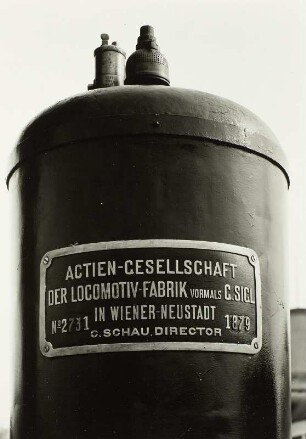 ACTIEN-GESELLSCHAFT
DER LOCOMOTIV-FABRIK VORMALS G. SIGL
IN WIENER-NEUSTADT
No 2731 1879
C. SCHAU, DIRECTOR